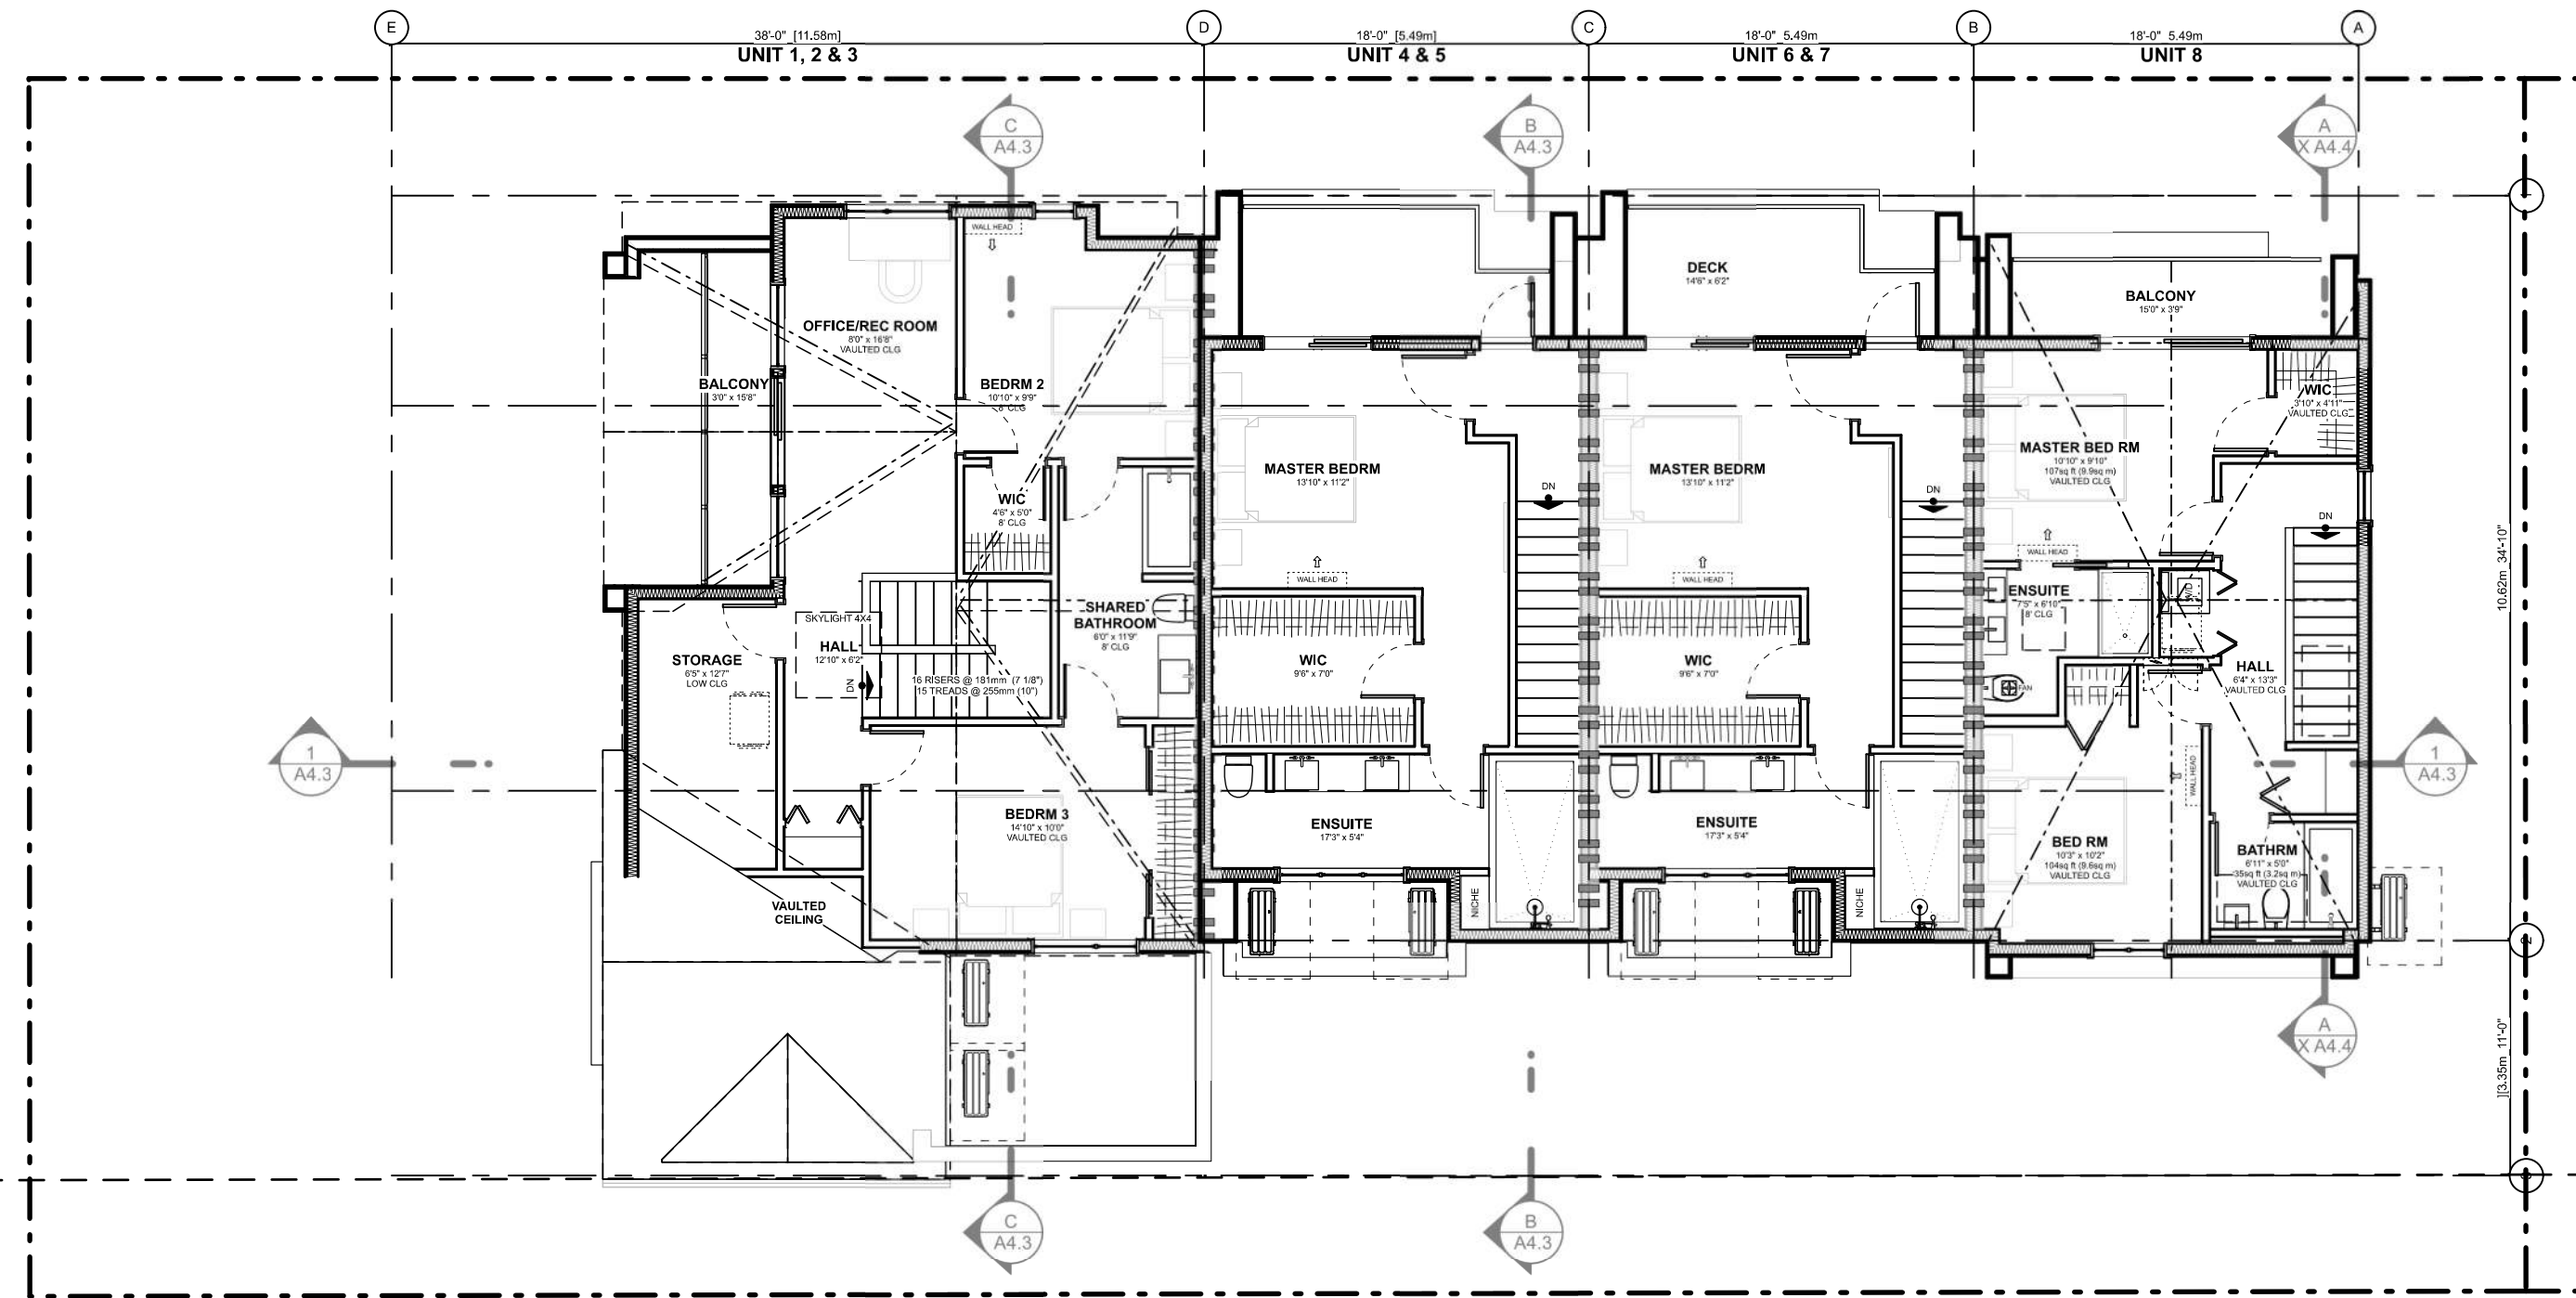 E
D
C
B
A
38'-0" [11.58m]
UNIT 1, 2 & 3
18'-0" [5.49m]
UNIT 4 & 5
18'-0" 5.49m
UNIT 6 & 7
18'-0" 5.49m
UNIT 8
C
A4.3
B
A4.3
A
X A4.4
WALL HEAD
OFFICE/REC ROOM
8'0" x 16'8"
VAULTED CLG
BALCONY
3'0" x 15'8"
BEDRM 2
10'10" x 9'9"
8' CLG
WIC
4'6" x 5'0"
8' CLG
SHARED
BATHROOM
6'0" x 11'9"
8' CLG
SKYLIGHT 4X4
HALL
12'10" x 6'2"
DN
16 RISERS @ 181mm (7 1/8")
15 TREADS @ 255mm (10")
STORAGE
6'5" x 12'7"
LOW CLG
BEDRM 3
14'10" x 10'0"
VAULTED CLG
VAULTED
CEILING
MASTER BEDRM
13'10" x 11'2"
DN
WALL HEAD
WIC
9'6" x 7'0"
ENSUITE
17'3" x 5'4"
NICHE
DECK
14'6" x 6'2"
MASTER BEDRM
13'10" x 11'2"
DN
WALL HEAD
WIC
9'6" x 7'0"
ENSUITE
17'3" x 5'4"
NICHE
BALCONY
15'0" x 3'9"
WIC
3'10" x 4'11"
VAULTED CLG
MASTER BED RM
10'10" x 9'10"
107sq ft (9.9sq m)
VAULTED CLG
DN
WALL HEAD
ENSUITE
7'5" x 6'10"
8' CLG
W/D
FAN
HALL
6'4" x 13'3"
VAULTED CLG
WALL HEAD
BED RM
10'3" x 10'2"
104sq ft (9.6sq m)
VAULTED CLG
BATHRM
6'11" x 5'0"
35sq ft (3.2sq m)
VAULTED CLG
10.62m 34'-10"
][3.35m 11'-0"
2
1
A4.3
1
A4.3
A
X A4.4
C
A4.3
B
A4.3